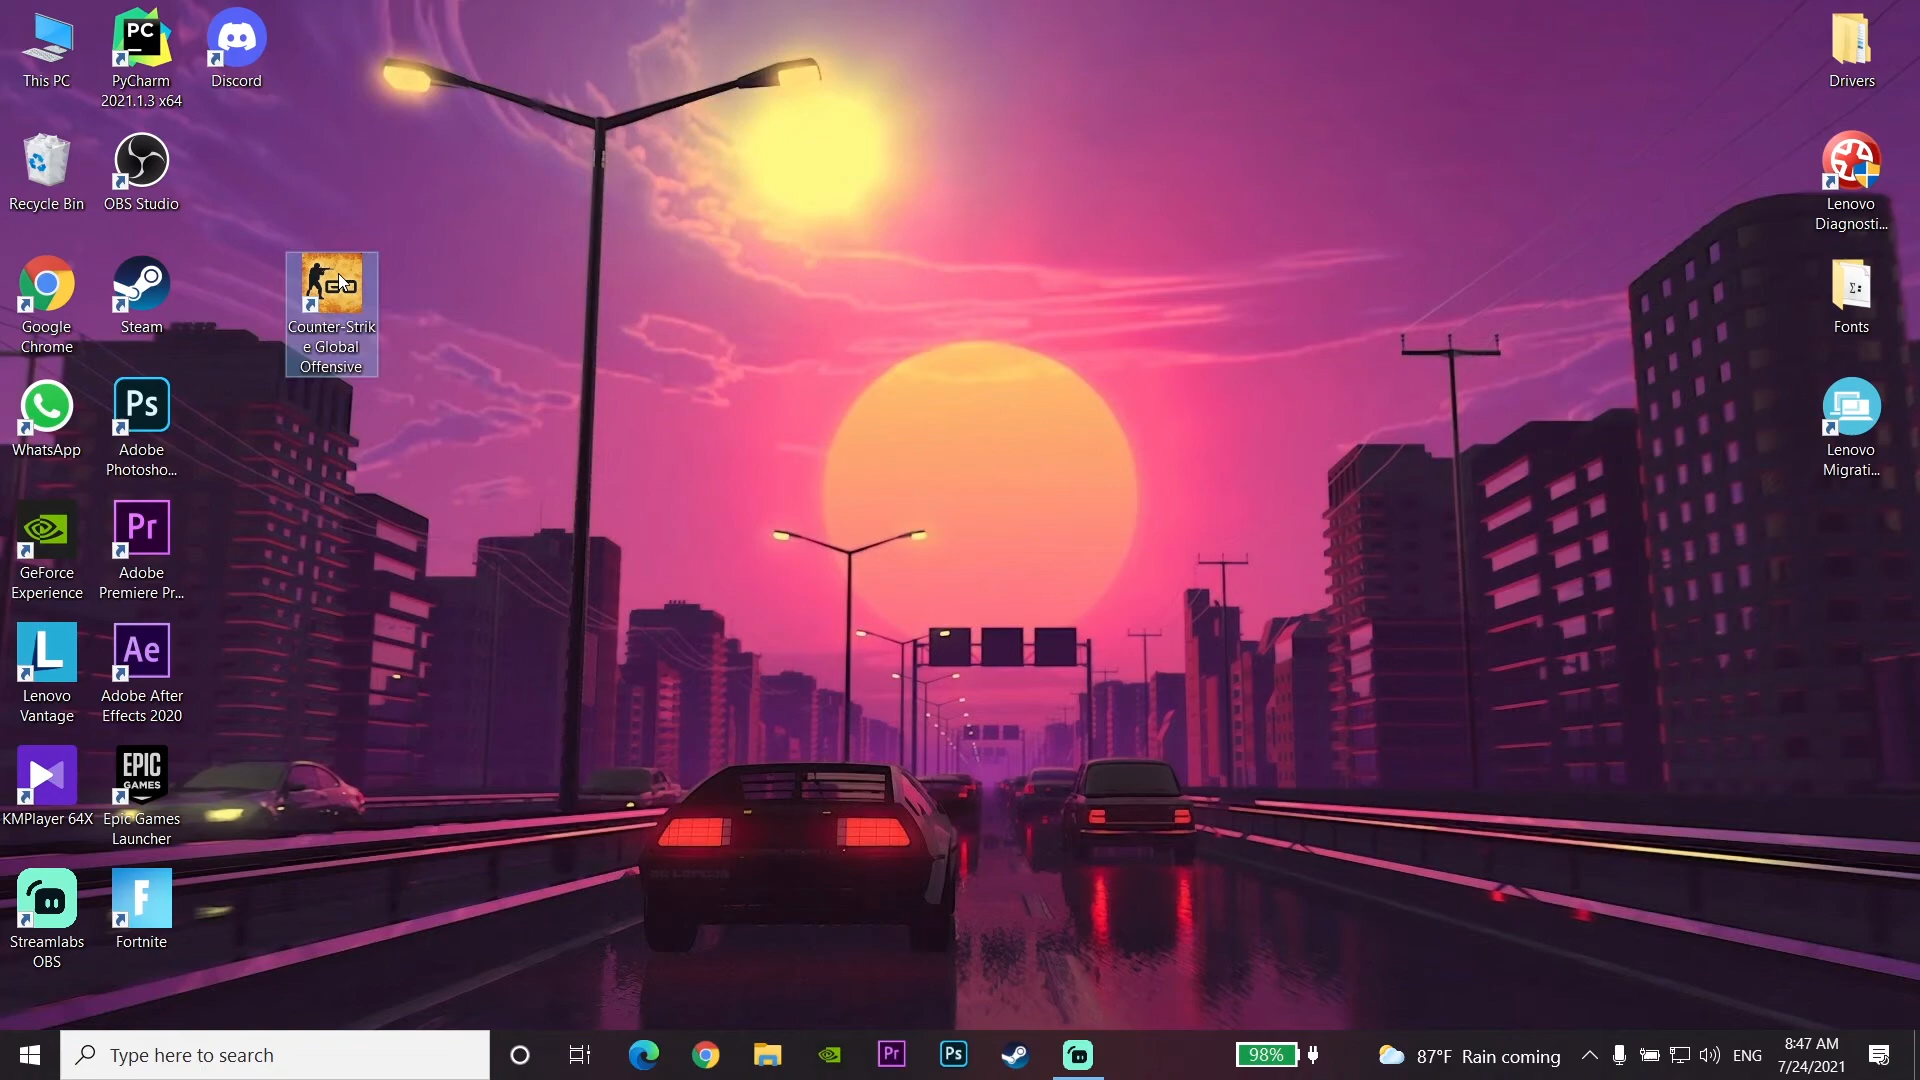 This PC
PC
PyCharm
2021.1.3 x64
Discord
Recycle Bin
OBS Studio
Google
Chrome
Steam
GO
Counter-Strik
e Global
Offensive
WhatsApp
Ps
Adobe
Photosho...
GeForce
Experience
Pr
Adobe
Premiere Pr...
L
Lenovo
Vantage
Ae
Adobe After
Effects 2020
KMPlayer 64X
EPIC
GAMES
Epic Games
Launcher
Streamlabs
OBS
F
Fortnite
Drivers
Lenovo
Diagnosti...
Fonts
Lenovo
Migrati...
Type here to search
Pr
Ps
98%
87°F Rain coming
ENG
8:47 AM
7/24/2021